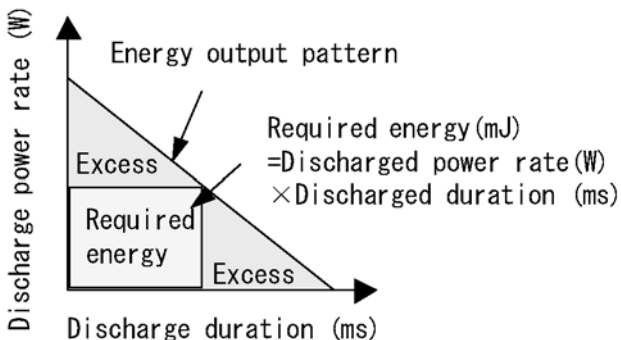 Discharge power rate (W)
Energy output pattern
Required energy(mJ)
=Discharged power rate(W)
×Discharged duration (ms)
Excess
Required
energy
Excess
Discharge duration (ms)